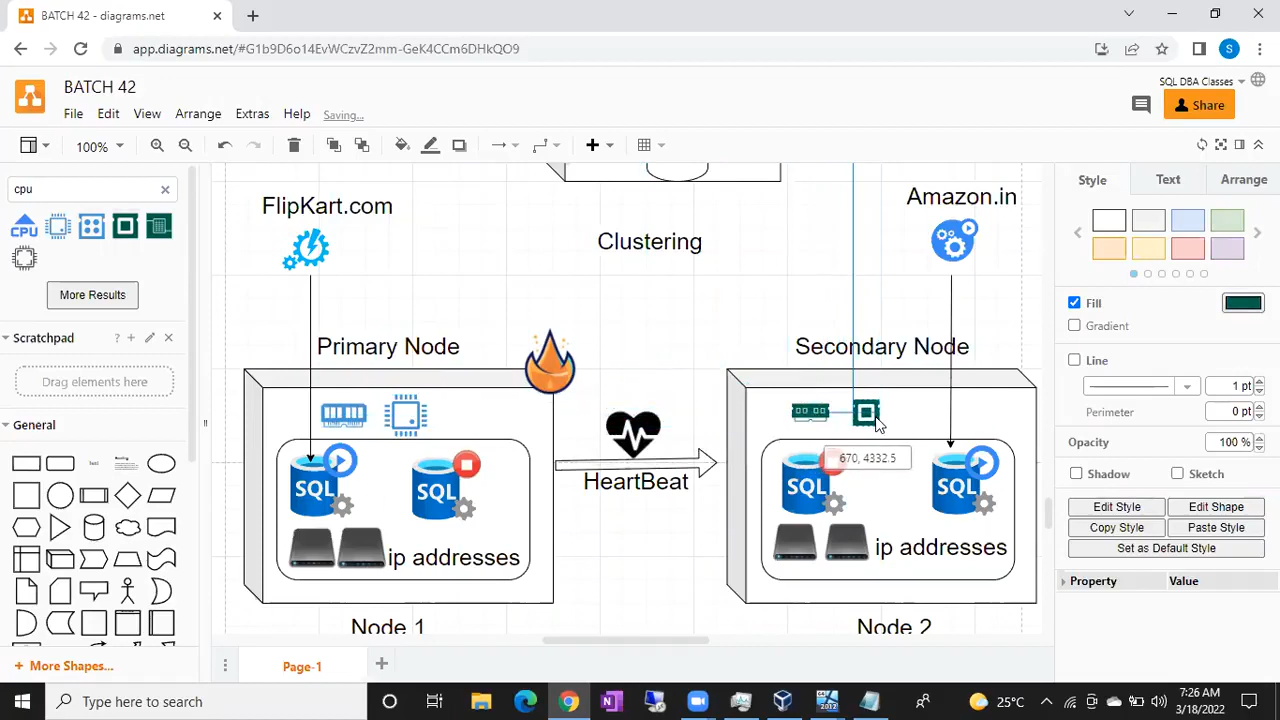 BATCH 42 - diagrams.net
app.diagrams.net/#G1b9D6o14EvWCzvZ2mm-GeK4CCm6DHkQO9
S
BATCH 42
SQL DBA Classes
File Edit View Arrange Extras Help Saving...
Share
100%
cpu
CPU
More Results
Scratchpad
?
Drag elements here
General
Text
More Shapes...
FlipKart.com
Amazon.in
Clustering
Primary Node
Secondary Node
SQL
SQL
HeartBeat
670, 4332.5
SQL
SQL
ip addresses
ip addresses
Node 1
Node 2
Page-1
Style Text Arrange
Fill
Gradient
Line
1 pt
Perimeter
0 pt
Opacity
100 %
Shadow
Sketch
Edit Style
Edit Shape
Copy Style
Paste Style
Set as Default Style
Property Value
Type here to search
2012
25°C
7:26 AM
3/18/2022